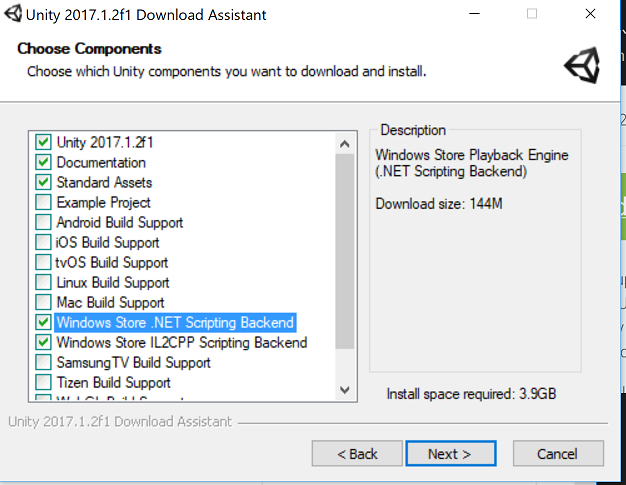 Unity 2017.1.2f1 Download Assistant
Choose Components
Choose which Unity components you want to download and install.
Unity 2017.1.2f1
Documentation
Standard Assets
Example Project
Android Build Support
iOS Build Support
tvOS Build Support
Linux Build Support
Mac Build Support
Windows Store .NET Scripting Backend
Windows Store IL2CPP Scripting Backend
SamsungTV Build Support
Tizen Build Support
Description
Windows Store Playback Engine
(.NET Scripting Backend)
Download size: 144M
Install space required: 3.9GB
Unity 2017.1.2f1 Download Assistant
< Back
Next >
Cancel